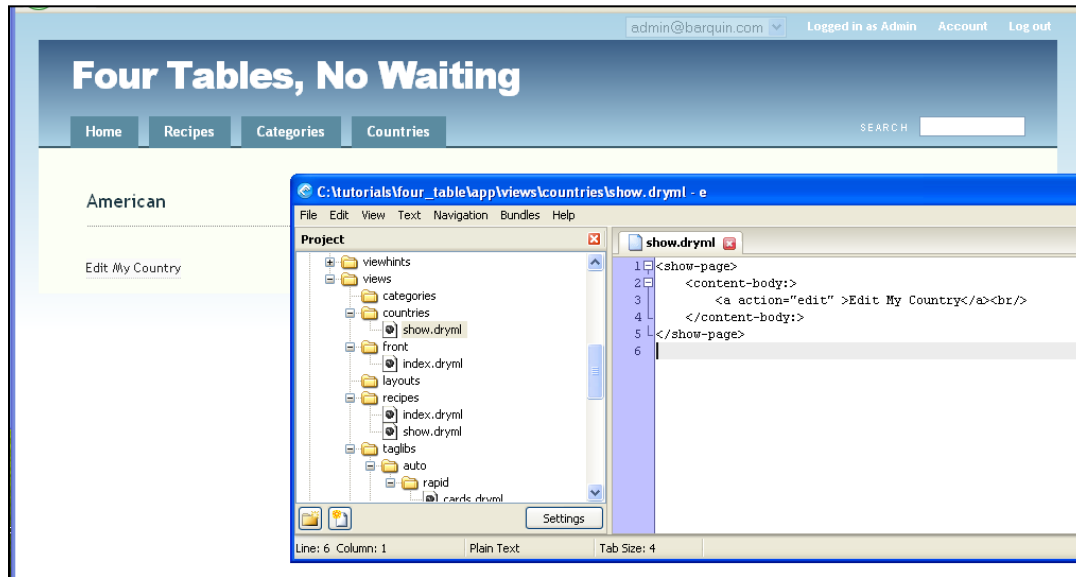 admin@barquin.com Logged in as Admin Account Log out
Four Tables, No Waiting
Home Recipes Categories Countries SEARCH
American
Edit My Country
C:\tutorials\four_table\app\views\countries\show.dryml - e
File Edit View Text Navigation Bundles Help
Project
viewhints
views
categories
countries
show.dryml
front
index.dryml
layouts
recipes
index.dryml
show.dryml
taglibs
auto
rapid
cards.dryml
Settings
show.dryml
1 <show-page>
2 <content-body:>
3 <a action="edit" >Edit My Country</a><br/>
4 </content-body:>
5 </show-page>
6
Line: 6 Column: 1 Plain Text Tab Size: 4